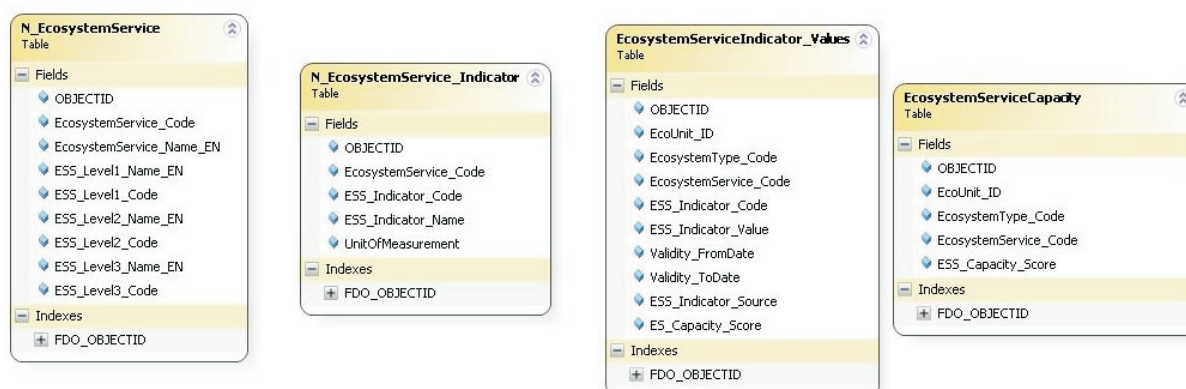 N_EcosystemService
Table
Fields
OBJECTID
EcosystemService_Code
EcosystemService_Name_EN
ESS_Level1_Name_EN
ESS_Level1_Code
ESS_Level2_Name_EN
ESS_Level2_Code
ESS_Level3_Name_EN
ESS_Level3_Code
Indexes
FDO_OBJECTID
N_EcosystemService_Indicator
Table
Fields
OBJECTID
EcosystemService_Code
ESS_Indicator_Code
ESS_Indicator_Name
UnitOfMeasurement
Indexes
FDO_OBJECTID
EcosystemServiceIndicator_Values
Table
Fields
OBJECTID
EcoUnit_ID
EcosystemType_Code
EcosystemService_Code
ESS_Indicator_Code
ESS_Indicator_Value
Validity_FromDate
Validity_ToDate
ESS_Indicator_Source
ES_Capacity_Score
Indexes
FDO_OBJECTID
EcosystemServiceCapacity
Table
Fields
OBJECTID
EcoUnit_ID
EcosystemType_Code
EcosystemService_Code
ESS_Capacity_Score
Indexes
FDO_OBJECTID